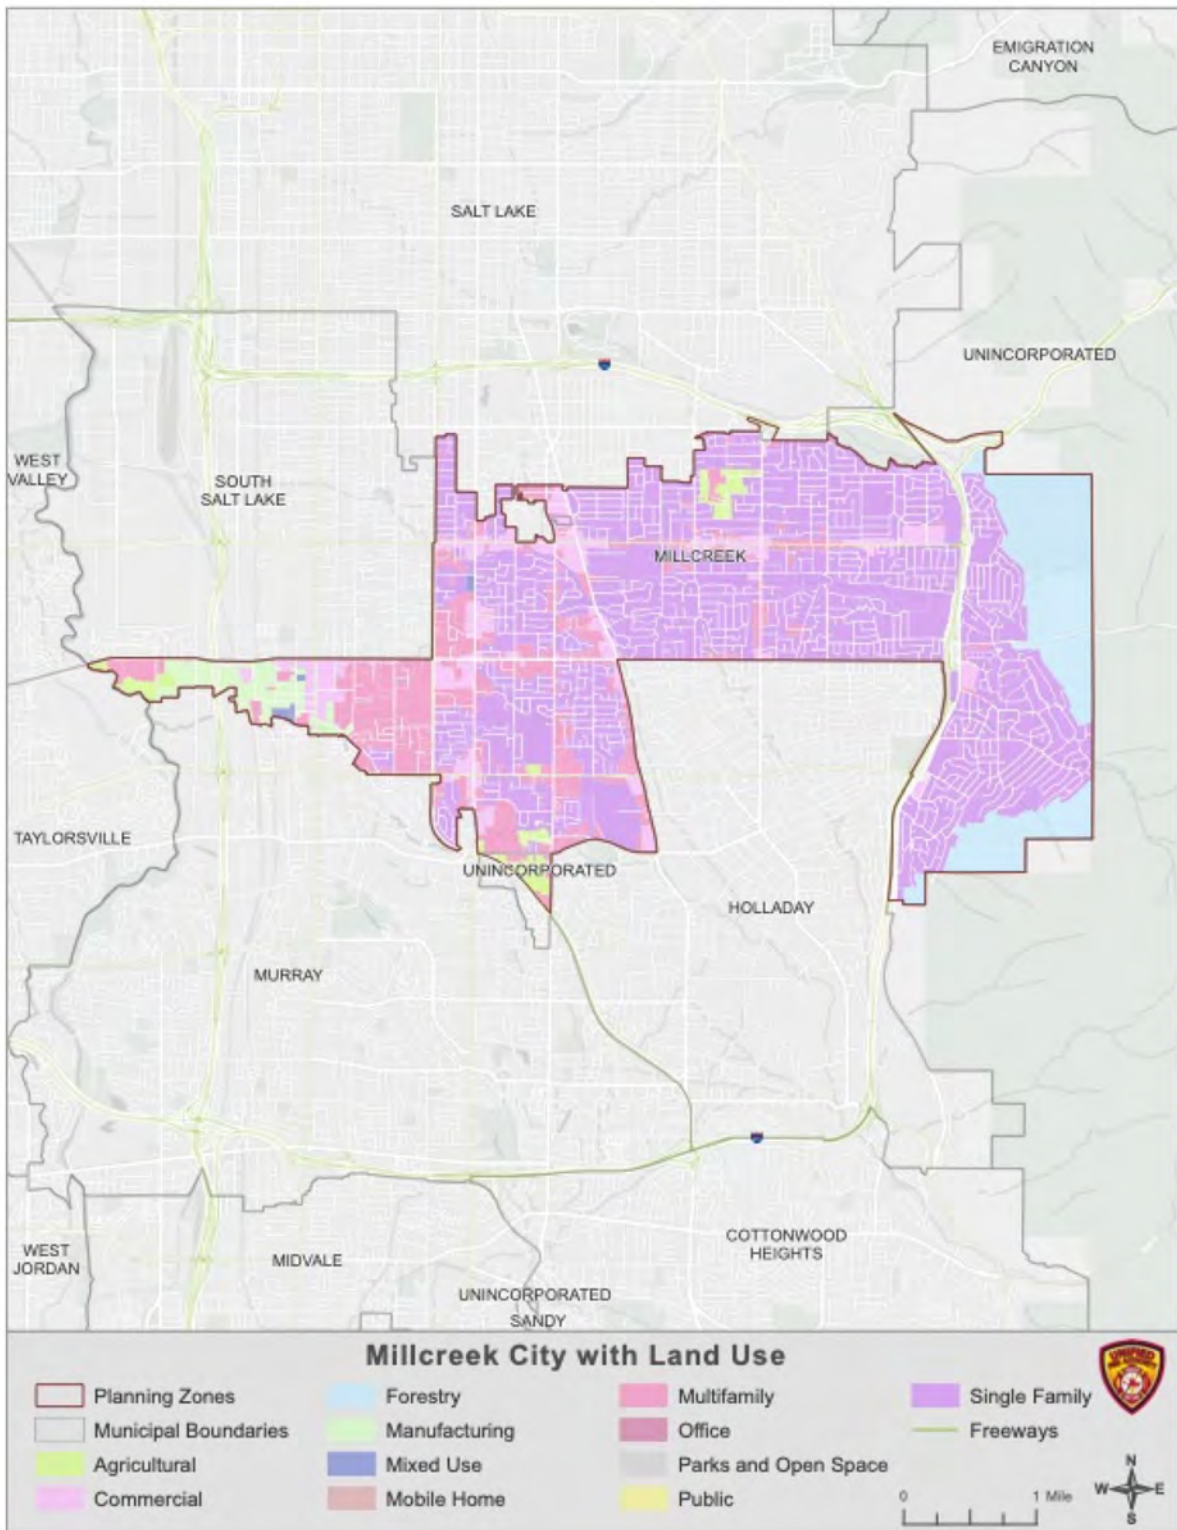 EMIGRATION
CANYON
SALT LAKE
UNINCORPORATED
WEST
VALLEY
SOUTH
SALT LAKE
MILLCREEK
TAYLORSVILLE
UNINCORPORATED
HOLLADAY
MURRAY
WEST
JORDAN
MIDVALE
COTTONWOOD
HEIGHTS
UNINCORPORATED
SANDY
Millcreek City with Land Use
Planning Zones
Municipal Boundaries
Agricultural
Commercial
Forestry
Manufacturing
Mixed Use
Mobile Home
Multifamily
Office
Parks and Open Space
Public
Single Family
Freeways
UNIFIED
N
W E
S
0 1 Mile